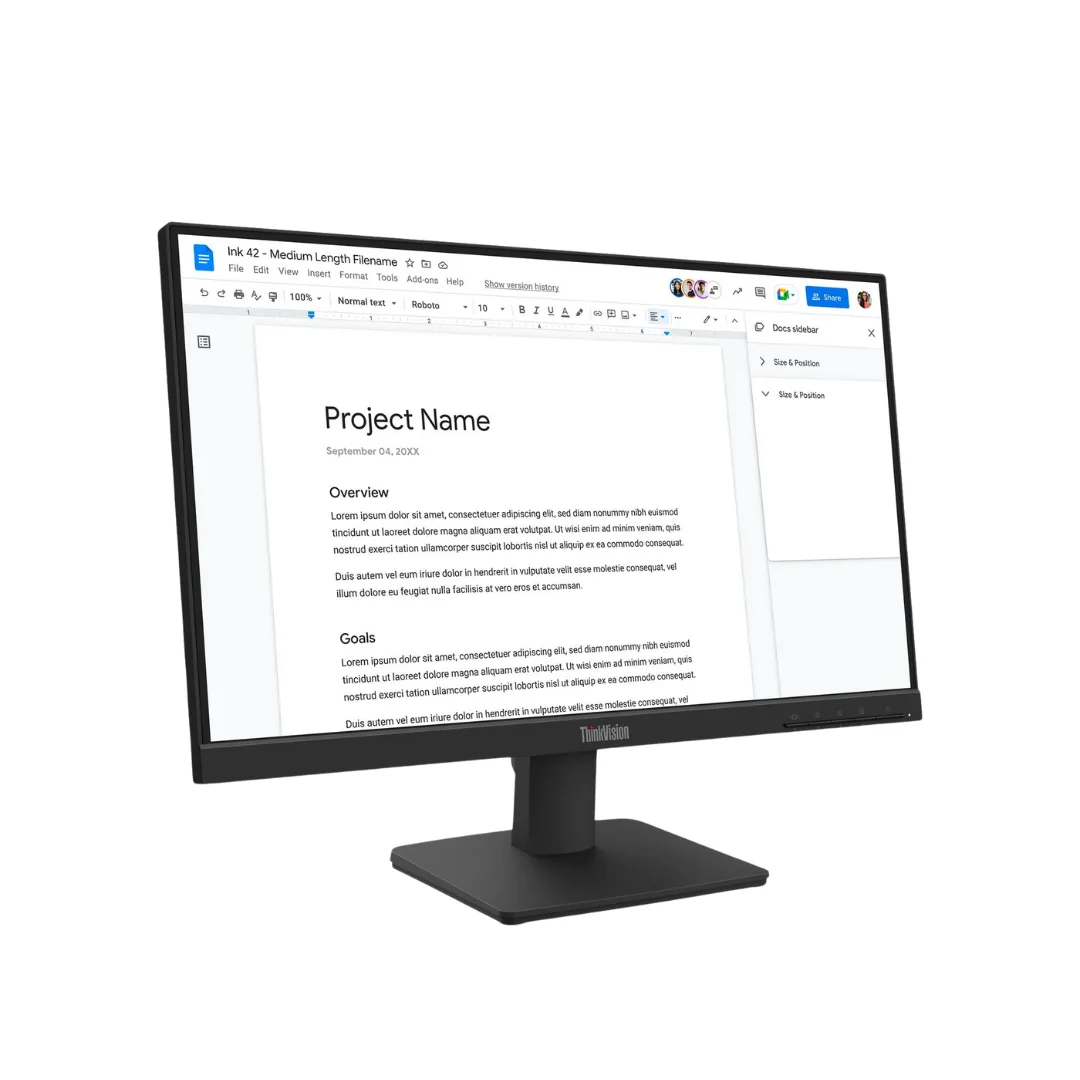 Ink 42 - Medium Length Filename
File Edit View Insert Format Tools Add-ons Help Show version history
Share
100% Normal text Roboto 10 B I U A
1 1 2 3 4 5 6 7
Docs sidebar
Size & Position
Size & Position
Project Name
September 04, 20XX
Overview
Lorem ipsum dolor sit amet, consectetuer adipiscing elit, sed diam nonummy nibh euismod
tincidunt ut laoreet dolore magna aliquam erat volutpat. Ut wisi enim ad minim veniam, quis
nostrud exerci tation ullamcorper suscipit lobortis nisl ut aliquip ex ea commodo consequat.
Duis autem vel eum iriure dolor in hendrerit in vulputate velit esse molestie consequat, vel
illum dolore eu feugiat nulla facilisis at vero eros et accumsan.
Goals
Lorem ipsum dolor sit amet, consectetuer adipiscing elit, sed diam nonummy nibh euismod
tincidunt ut laoreet dolore magna aliquam erat volutpat. Ut wisi enim ad minim veniam, quis
nostrud exerci tation ullamcorper suscipit lobortis nisl ut aliquip ex ea commodo consequat.
Duis autem vel eum iriure dolor in hendrerit in vulputate velit esse molestie consequat, vel
ThinkVision